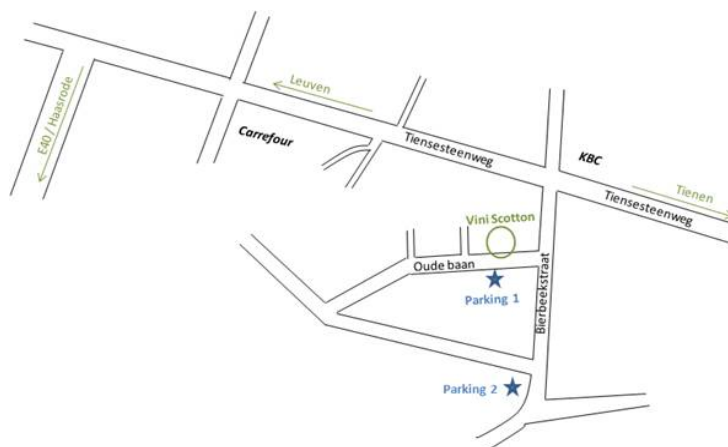 Leuven
E40 / Haasrode
Carrefour
Tiensesteenweg
KBC
Tienen
Tiensesteenweg
Vini Scotton
Oude baan
Bierbeekstraat
Parking 1
Parking 2